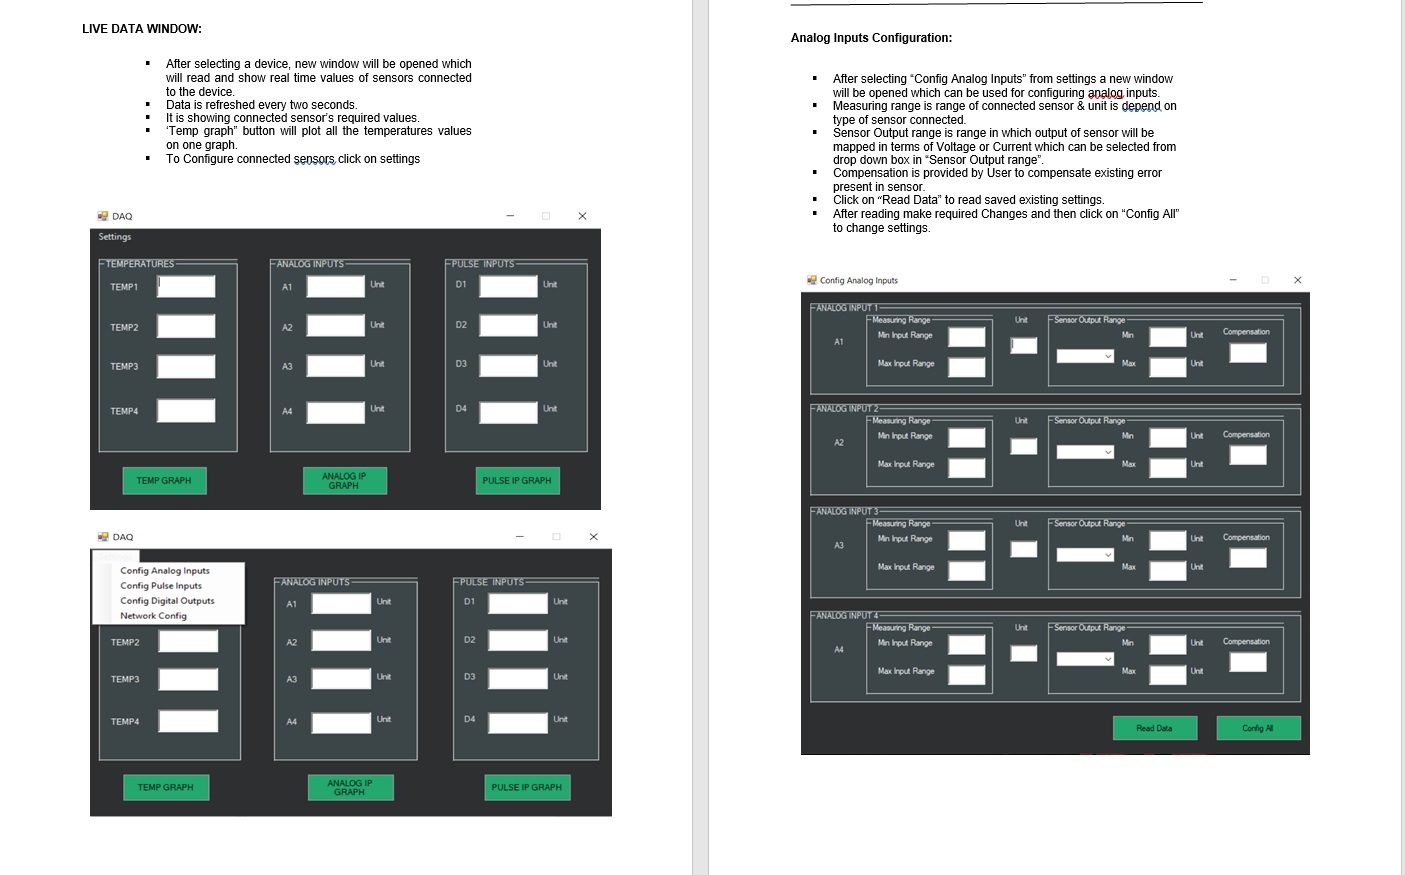 LIVE DATA WINDOW:
▪ After selecting a device, new window will be opened which
will read and show real time values of sensors connected
to the device.
▪ Data is refreshed every two seconds.
▪ It is showing connected sensor's required values.
▪ 'Temp graph" button will plot all the temperatures values
on one graph.
▪ To Configure connected sensors click on settings
DAQ
Settings
TEMPERATURES
TEMP1
TEMP2
TEMP3
TEMP4
ANALOG INPUTS
A1 Unit
A2 Unit
A3 Unit
A4 Unit
PULSE INPUTS
D1 Unit
D2 Unit
D3 Unit
D4 Unit
TEMP GRAPH
ANALOG IP
GRAPH
PULSE IP GRAPH
DAQ
Config Analog Inputs
Config Pulse Inputs
Config Digital Outputs
Network Config
TEMP2
TEMP3
TEMP4
ANALOG INPUTS
A1 Unit
A2 Unit
A3 Unit
A4 Unit
PULSE INPUTS
D1 Unit
D2 Unit
D3 Unit
D4 Unit
TEMP GRAPH
ANALOG IP
GRAPH
PULSE IP GRAPH
Analog Inputs Configuration:
▪ After selecting "Config Analog Inputs" from settings a new window
will be opened which can be used for configuring analog inputs.
▪ Measuring range is range of connected sensor & unit is depend on
type of sensor connected.
▪ Sensor Output range is range in which output of sensor will be
mapped in terms of Voltage or Current which can be selected from
drop down box in "Sensor Output range".
▪ Compensation is provided by User to compensate existing error
present in sensor.
▪ Click on "Read Data" to read saved existing settings.
▪ After reading make required Changes and then click on "Config All"
to change settings.
Config Analog Inputs
ANALOG INPUT 1
Measuring Range Unit Sensor Output Range
A1 Min Input Range Min Unit Compensation
Max Input Range Max Unit
ANALOG INPUT 2
Measuring Range Unit Sensor Output Range
A2 Min Input Range Min Unit Compensation
Max Input Range Max Unit
ANALOG INPUT 3
Measuring Range Unit Sensor Output Range
A3 Min Input Range Min Unit Compensation
Max Input Range Max Unit
ANALOG INPUT 4
Measuring Range Unit Sensor Output Range
A4 Min Input Range Min Unit Compensation
Max Input Range Max Unit
Read Data Config All